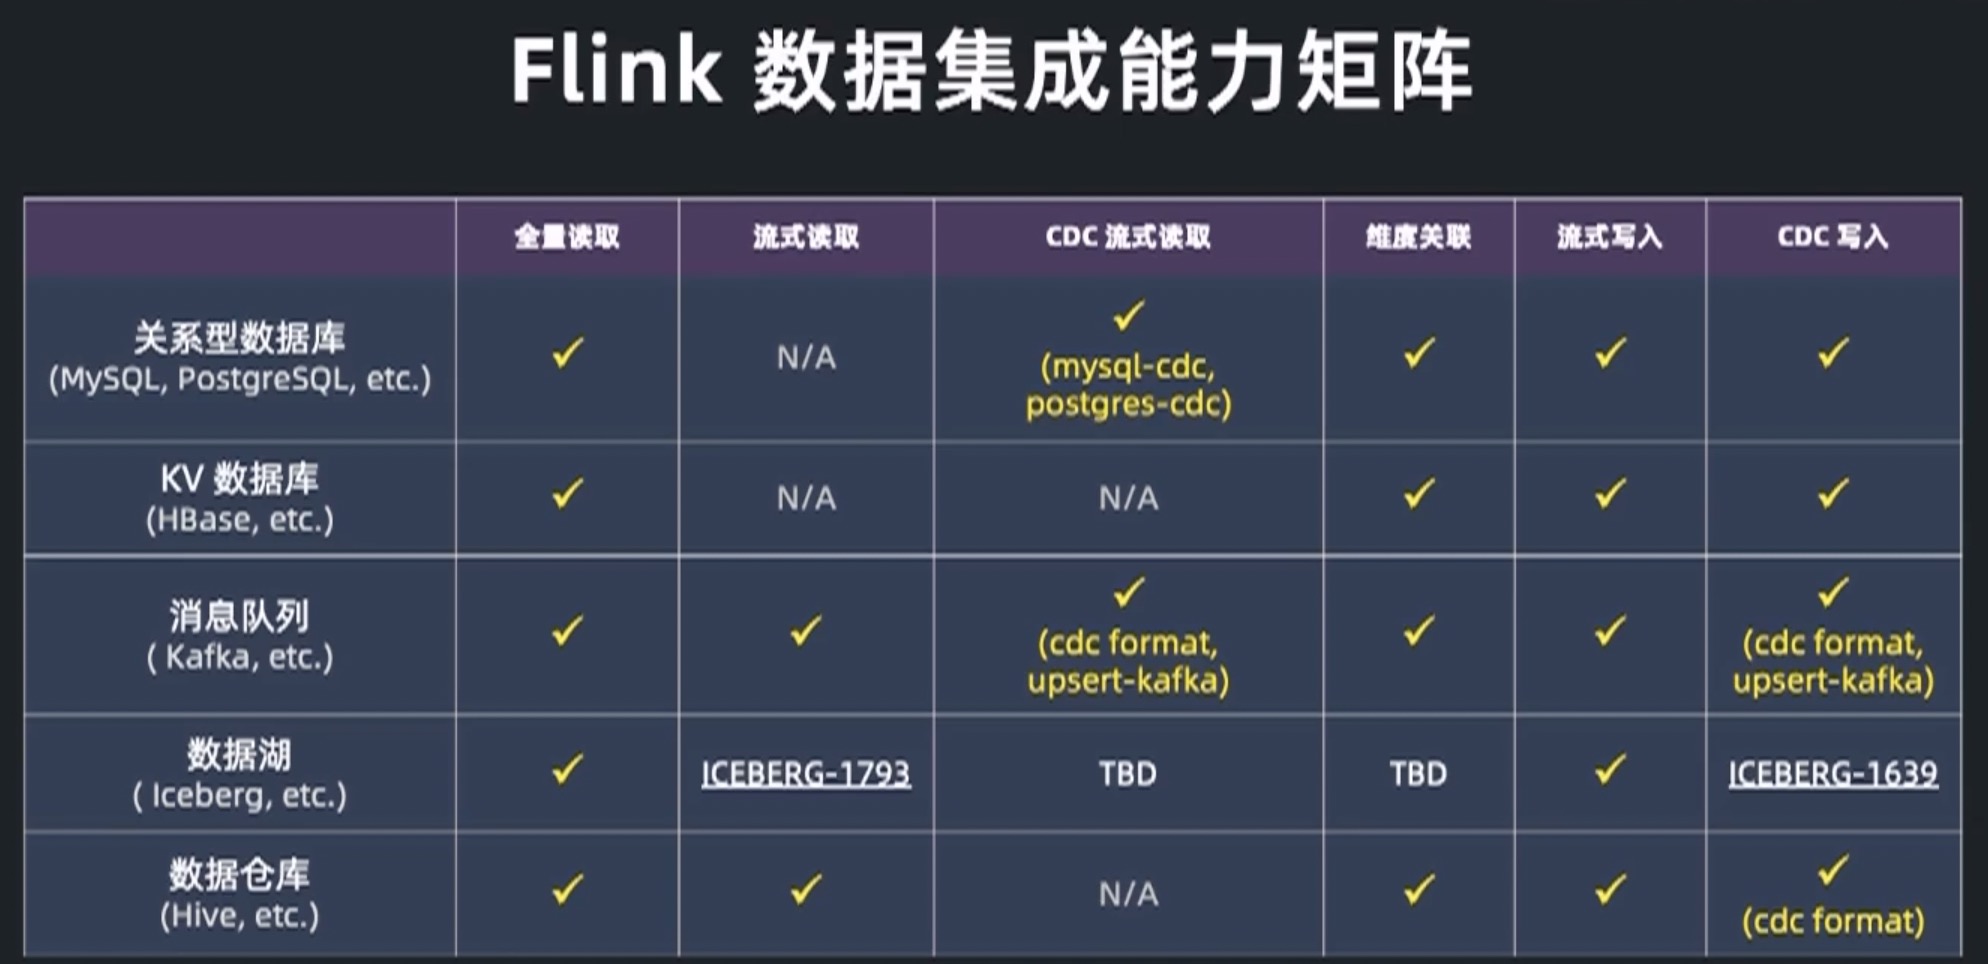 Flink 数据集成能力矩阵
全量读取 流式读取 CDC 流式读取 维度关联 流式写入 CDC 写入
关系型数据库
(MySQL, PostgreSQL, etc.)
✓ N/A ✓ ✓ ✓ ✓
(mysql-cdc,
postgres-cdc)
KV 数据库
(HBase, etc.)
✓ N/A N/A ✓ ✓ ✓
消息队列
( Kafka, etc.)
✓ ✓ ✓ ✓ ✓ ✓
(cdc format, (cdc format,
upsert-kafka) upsert-kafka)
数据湖
( Iceberg, etc.)
✓ ICEBERG-1793 TBD TBD ✓ ICEBERG-1639
数据仓库
(Hive, etc.)
✓ ✓ N/A ✓ ✓ ✓
(cdc format)